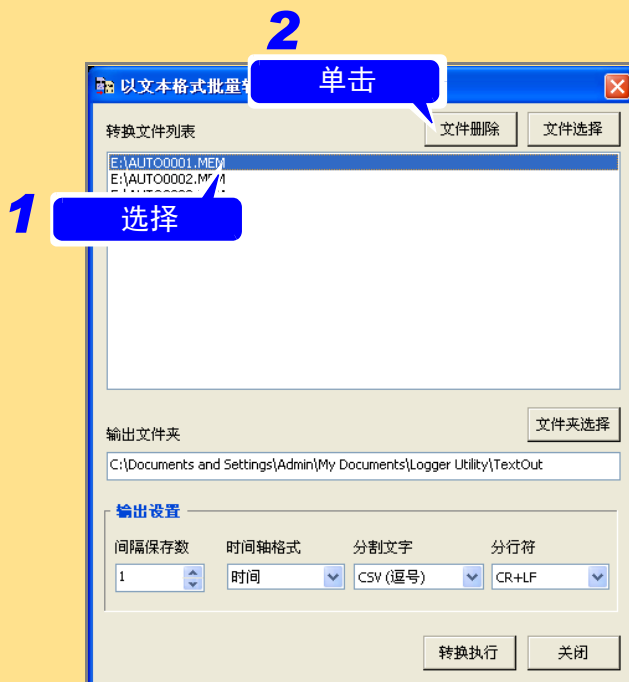 2
单击
以文本格式批量
转换文件列表
文件删除
文件选择
E:\AUTO0001.MEM
E:\AUTO0002.MEM
1
选择
输出文件夹
文件夹选择
C:\Documents and Settings\Admin\My Documents\Logger Utility\TextOut
输出设置
间隔保存数
时间轴格式
分割文字
分行符
1
时间
CSV (逗号)
CR+LF
转换执行
关闭